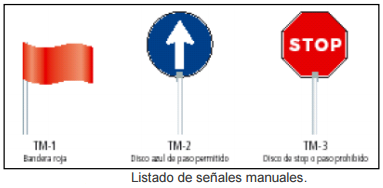 STOP
TM-1
TM-2
TM-3
Bandera roja
Disco azul de paso permitido
Disco de stop o paso prohibido
Listado de señales manuales.